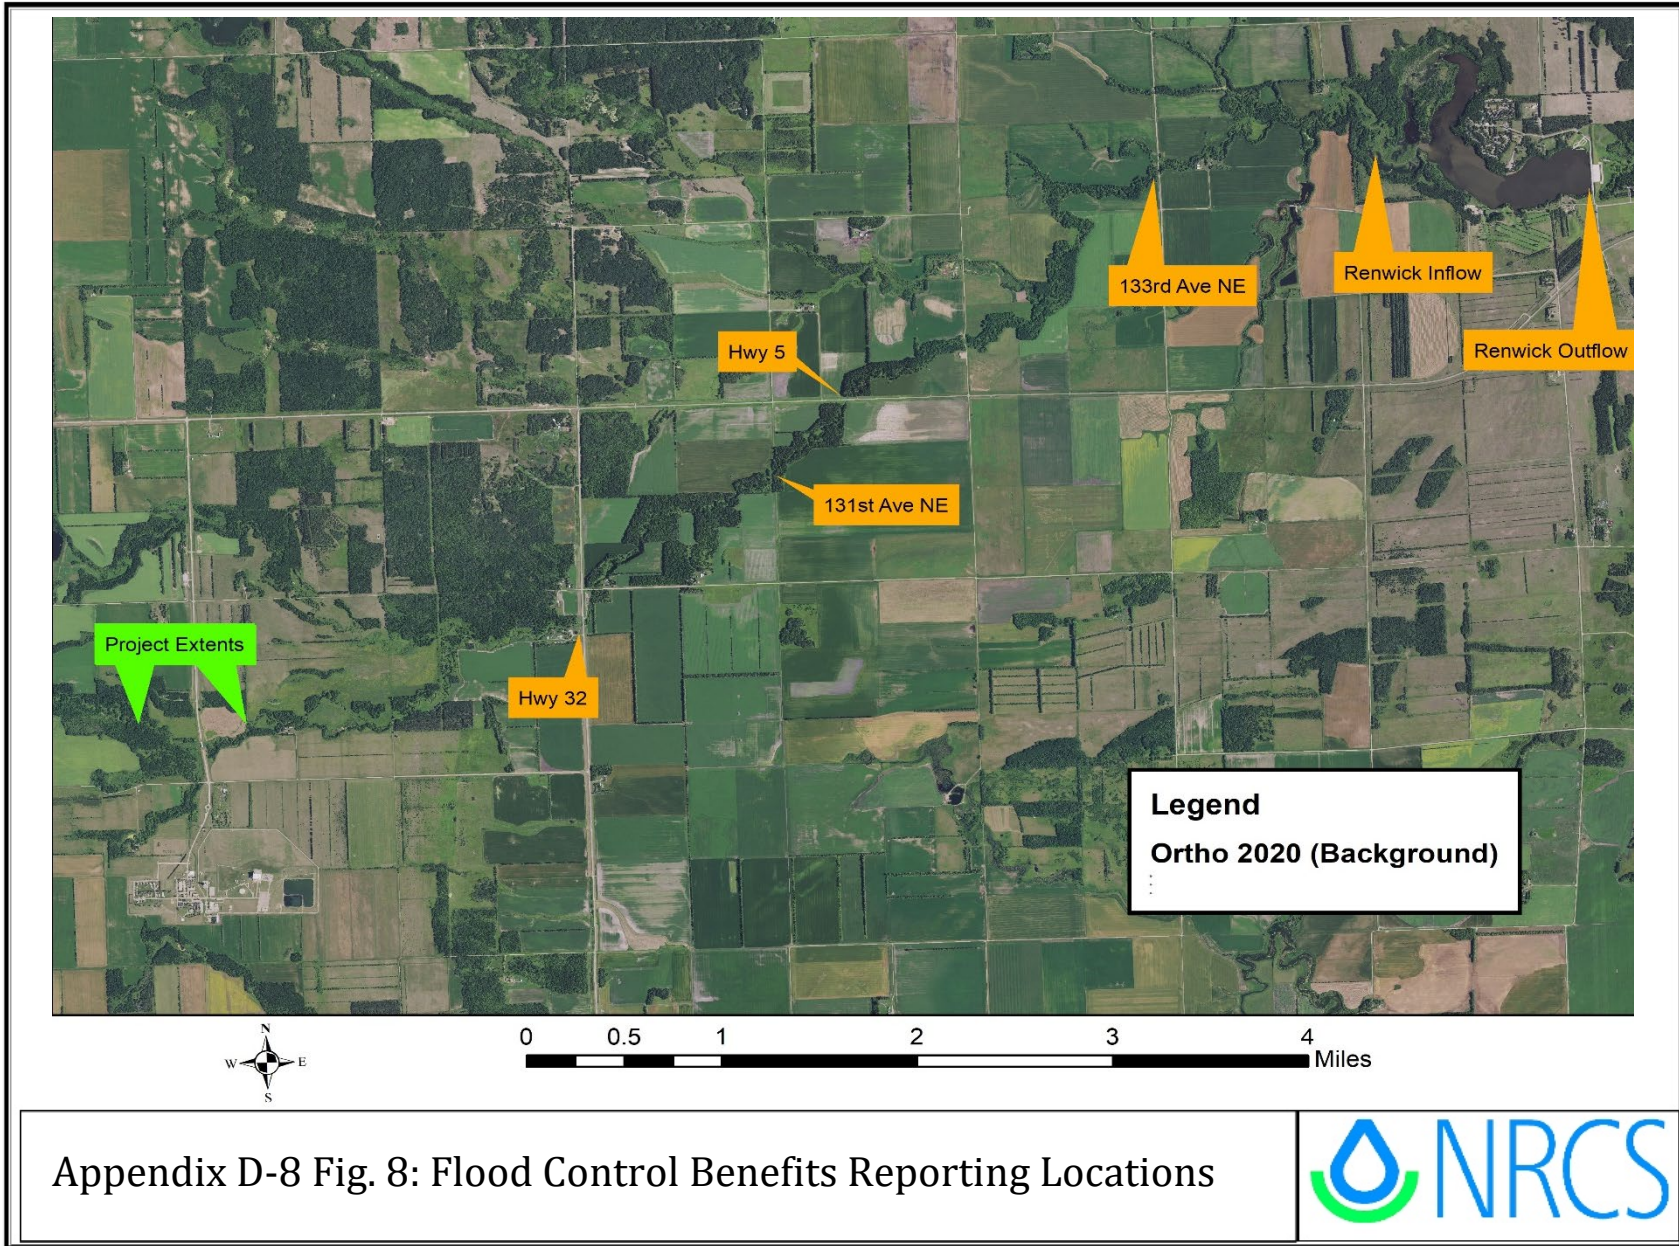 133rd Ave NE
Renwick Inflow
Hwy 5
Renwick Outflow
131st Ave NE
Project Extents
Hwy 32
Legend
Ortho 2020 (Background)
N
W E
S
0 0.5 1 2 3 4
Miles
Appendix D-8 Fig. 8: Flood Control Benefits Reporting Locations
NRCS